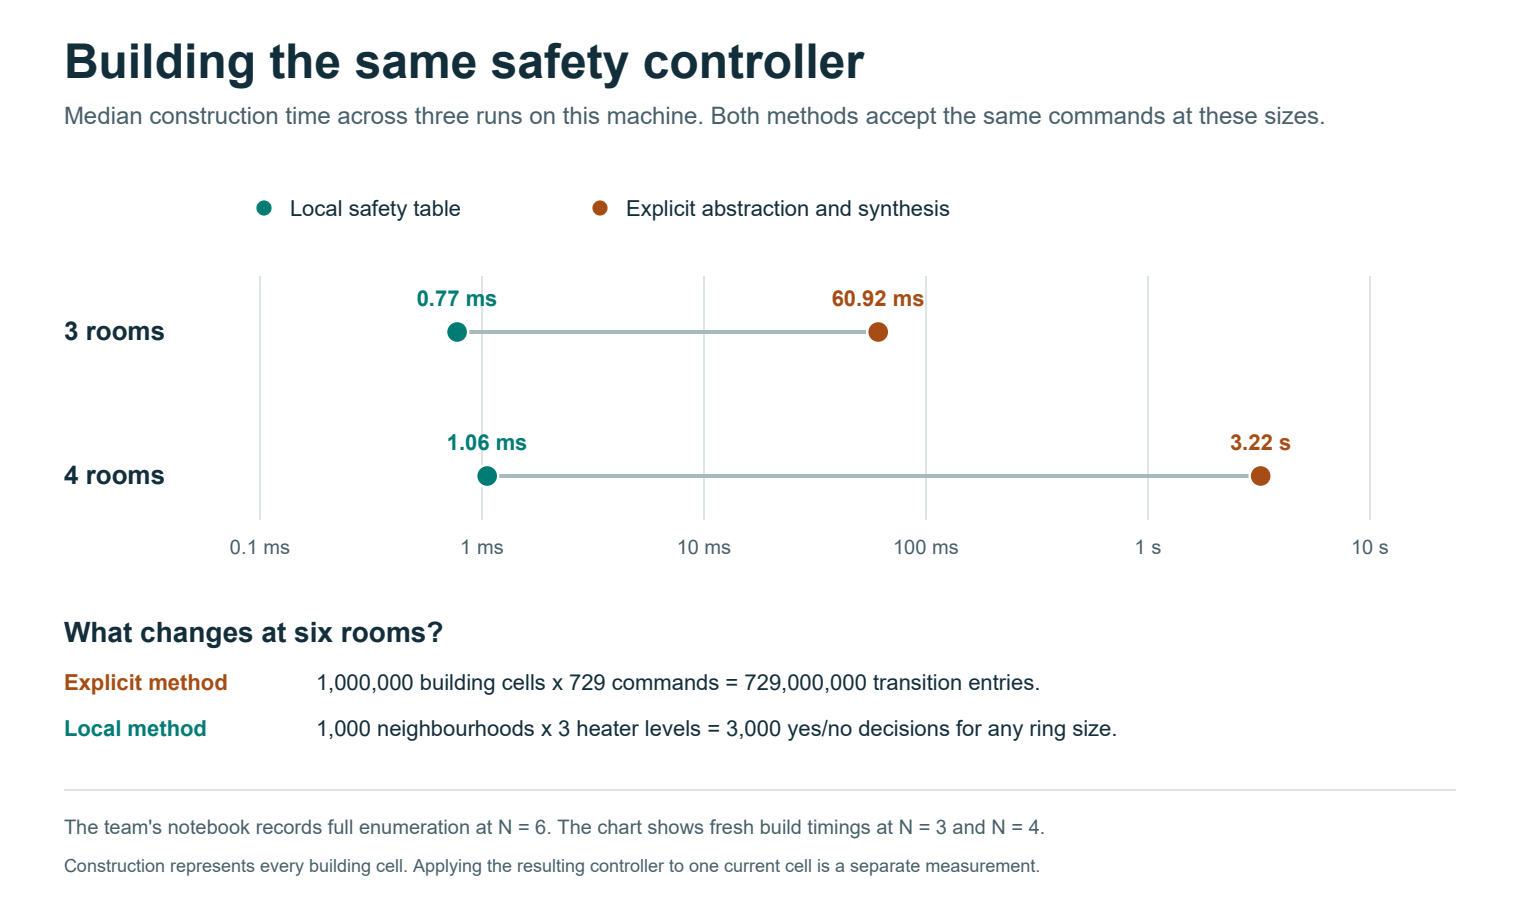 Building the same safety controller
Median construction time across three runs on this machine. Both methods accept the same commands at these sizes.
Local safety table
Explicit abstraction and synthesis
0.77 ms
60.92 ms
3 rooms
1.06 ms
3.22 s
4 rooms
0.1 ms
1 ms
10 ms
100 ms
1 s
10 s
What changes at six rooms?
Explicit method
1,000,000 building cells x 729 commands = 729,000,000 transition entries.
Local method
1,000 neighbourhoods x 3 heater levels = 3,000 yes/no decisions for any ring size.
The team's notebook records full enumeration at N = 6. The chart shows fresh build timings at N = 3 and N = 4.
Construction represents every building cell. Applying the resulting controller to one current cell is a separate measurement.